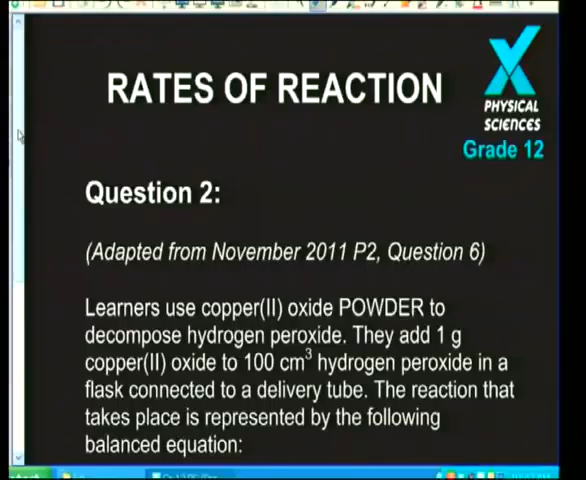 RATES OF REACTION
PHYSICAL
SCIENCES
Grade 12
Question 2:
(Adapted from November 2011 P2, Question 6)
Learners use copper(II) oxide POWDER to
decompose hydrogen peroxide. They add 1 g
copper(II) oxide to 100 cm³ hydrogen peroxide in a
flask connected to a delivery tube. The reaction that
takes place is represented by the following
balanced equation: